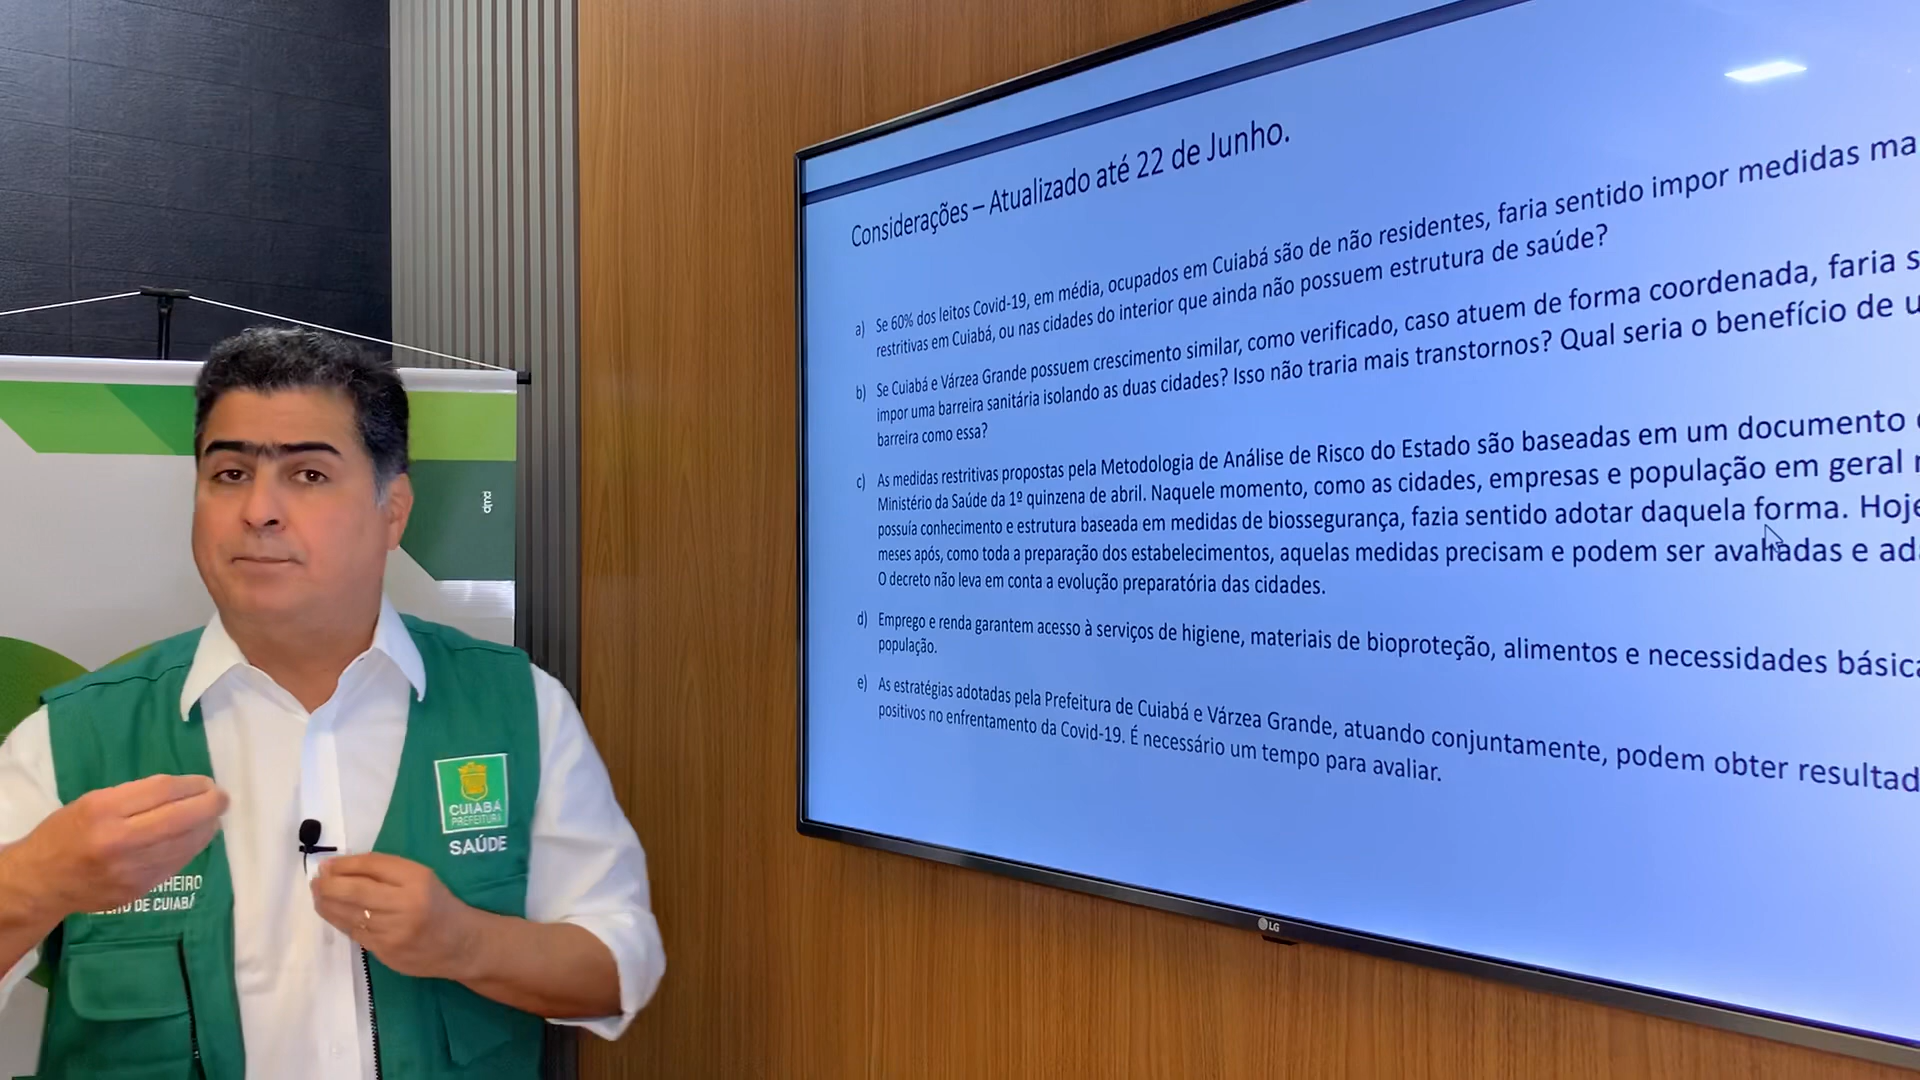 Considerações – Atualizado até 22 de Junho.
a) Se 60% dos leitos Covid-19, em média, ocupados em Cuiabá são de não residentes, faria sentido impor medidas
restritivas em Cuiabá, ou nas cidades do interior que ainda não possuem estrutura de saúde?
b) Se Cuiabá e Várzea Grande possuem crescimento similar, como verificado, caso atuem de forma coordenada, faria
impor uma barreira sanitária isolando as duas cidades? Isso não traria mais transtornos? Qual seria o benefício de
barreira como essa?
c) As medidas restritivas propostas pela Metodologia de Análise de Risco do Estado são baseadas em um documento
Ministério da Saúde da 1º quinzena de abril. Naquele momento, como as cidades, empresas e população em geral
possuía conhecimento e estrutura baseada em medidas de biossegurança, fazia sentido adotar daquela forma. Hoje
meses após, como toda a preparação dos estabelecimentos, aquelas medidas precisam e podem ser avaliadas e
O decreto não leva em conta a evolução preparatória das cidades.
d) Emprego e renda garantem acesso à serviços de higiene, materiais de bioproteção, alimentos e necessidades
população.
e) As estratégias adotadas pela Prefeitura de Cuiabá e Várzea Grande, atuando conjuntamente, podem obter
positivos no enfrentamento da Covid-19. É necessário um tempo para avaliar.
LG
CUIABÁ
PREFEITURA
SAÚDE
NHEIRO
DE CUIABÁ